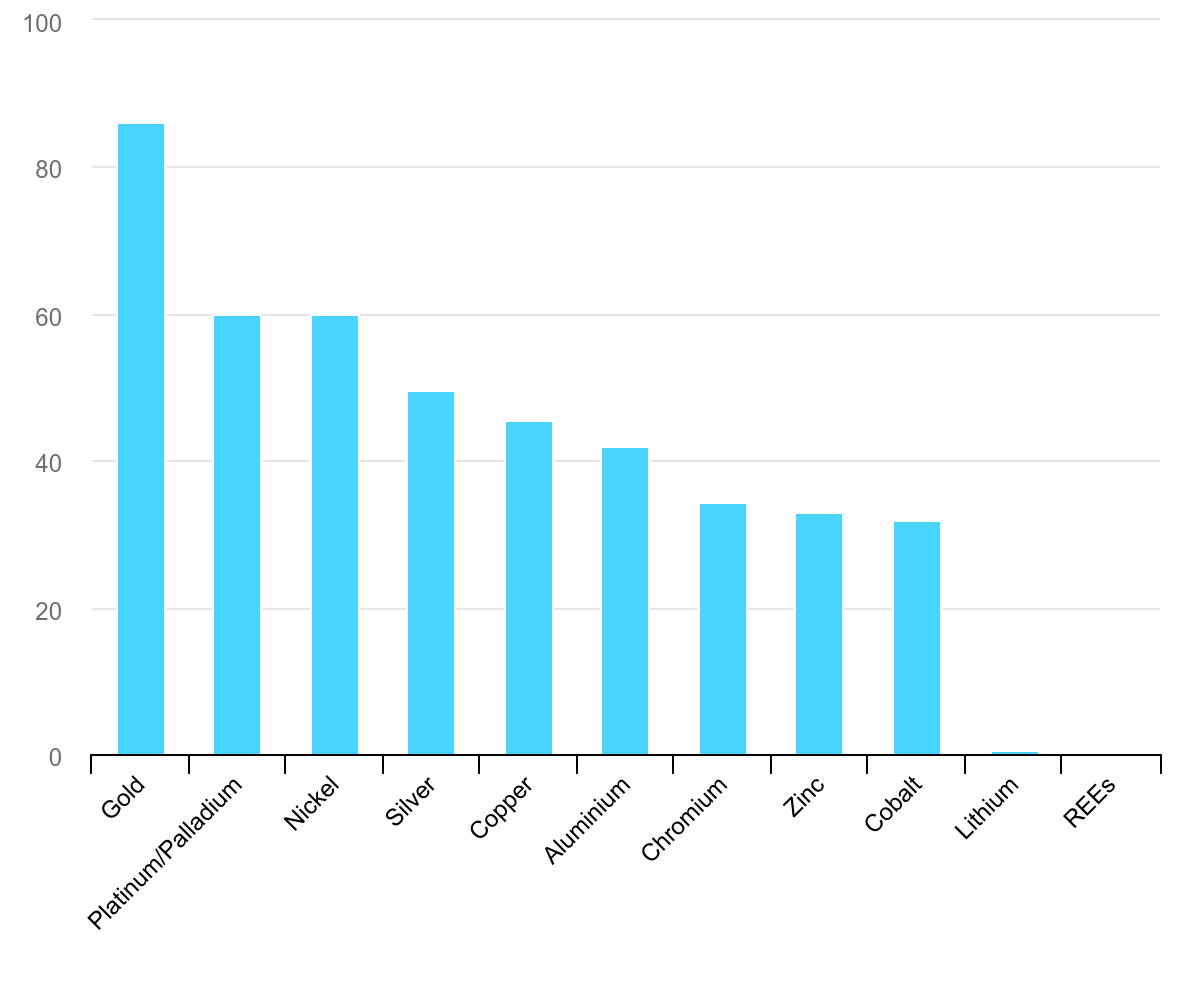 100
80
60
40
20
0
Gold
Platinum/Palladium
Nickel
Silver
Copper
Aluminium
Chromium
Zinc
Cobalt
Lithium
REEs